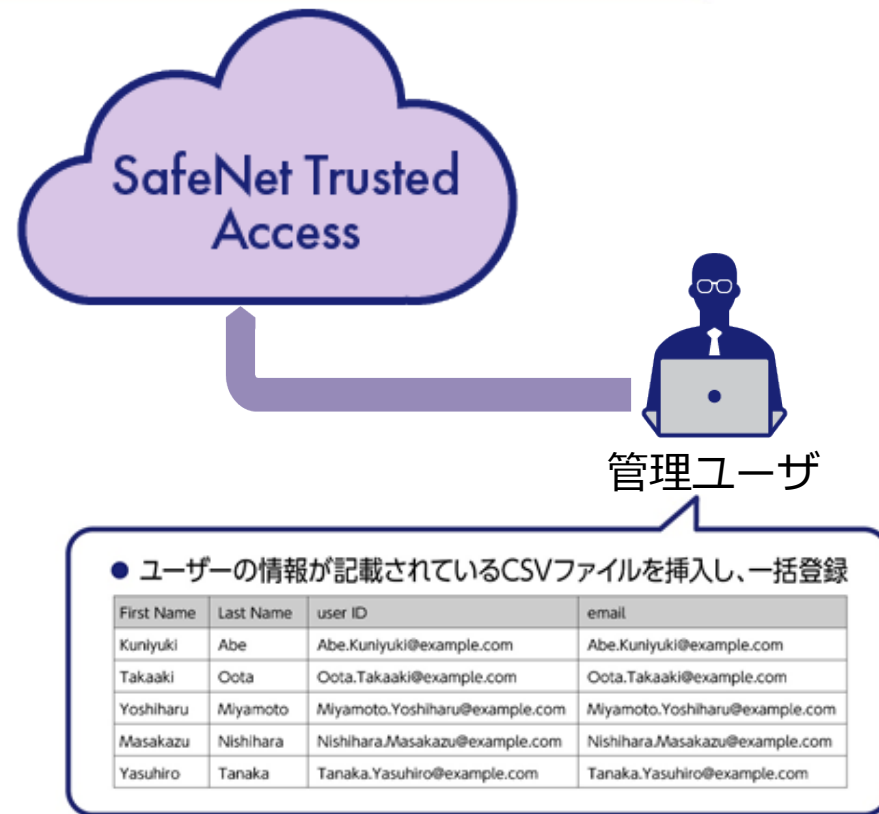 SafeNet Trusted
Access
管理ユーザ
● ユーザーの情報が記載されているCSVファイルを挿入し、一括登録
First Name Last Name user ID email
Kuniyuki Abe Abe.Kuniyuki@example.com Abe.Kuniyuki@example.com
Takaaki Oota Oota.Takaaki@example.com Oota.Takaaki@example.com
Yoshiharu Miyamoto Miyamoto.Yoshiharu@example.com Miyamoto.Yoshiharu@example.com
Masakazu Nishihara Nishihara.Masakazu@example.com Nishihara.Masakazu@example.com
Yasuhiro Tanaka Tanaka.Yasuhiro@example.com Tanaka.Yasuhiro@example.com